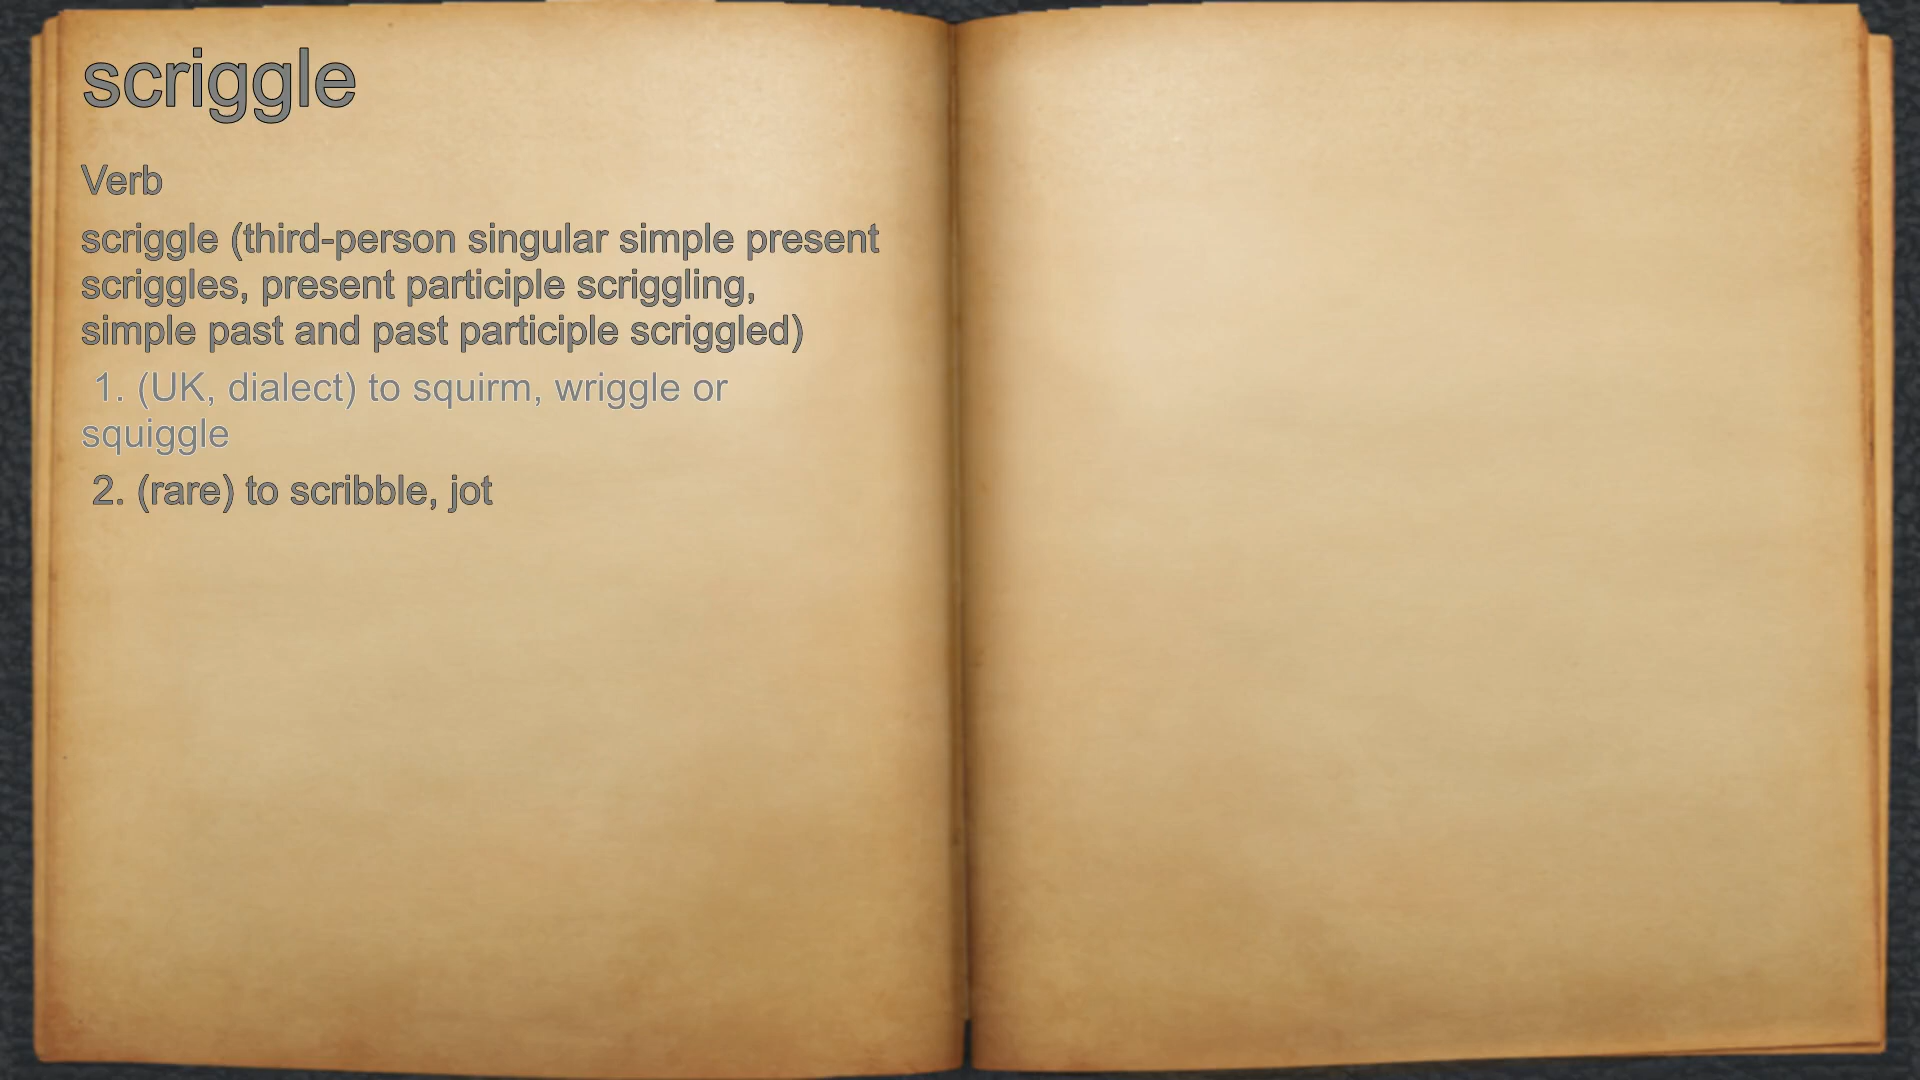 scriggle
Verb
scriggle (third-person singular simple present
scriggles, present participle scriggling,
simple past and past participle scriggled)
1. (UK, dialect) to squirm, wriggle or
squiggle
2. (rare) to scribble, jot